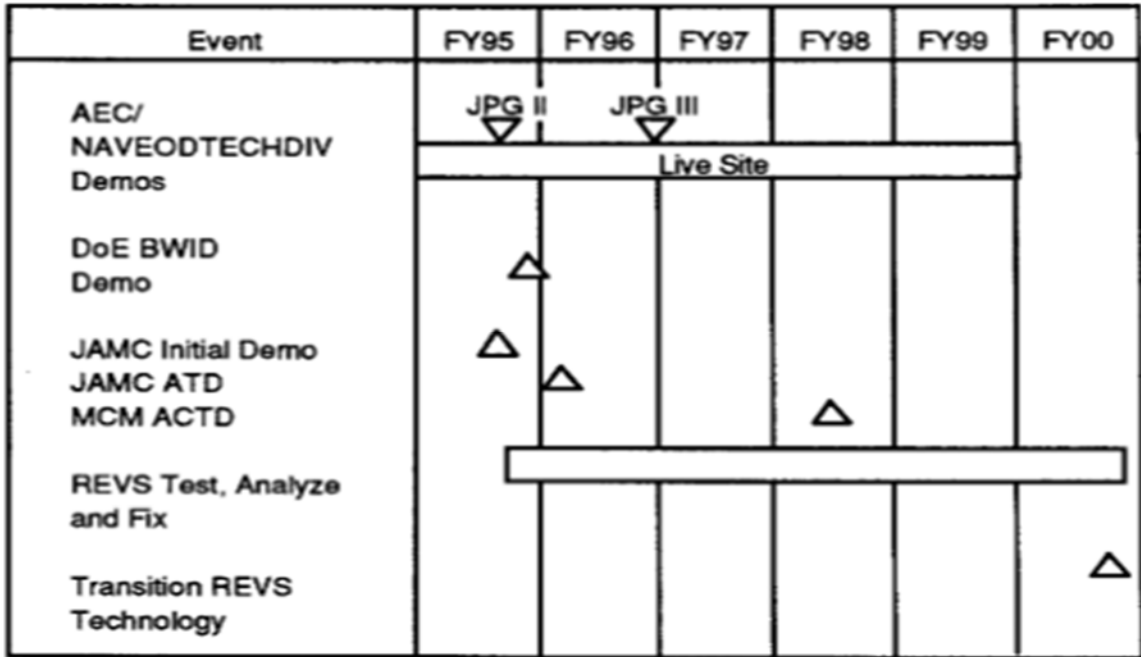 Event FY95 FY96 FY97 FY98 FY99 FY00
AEC/ JPG II JPG III
NAVEODTECHDIV
Live Site
Demos
DoE BWID
Demo
JAMC Initial Demo
JAMC ATD
MCM ACTD
REVS Test, Analyze
and Fix
Transition REVS
Technology